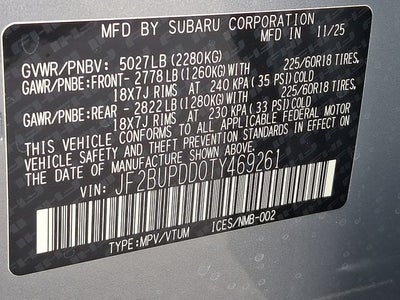 MFD. BY SUBARU CORPORATION
MFD IN 11/25
GVWR/PNBV: 5027LB (2280KG)
GAWR/PNBE:FRONT- 2778 LB (1260KG)WITH 225/60R18 TIRES,
18X7J RIMS AT 240 KPA (35 PSI)COLD
GAWR/PNBE:REAR - 2822 LB (1280KG)WITH 225/60R18 TIRES,
18X7J RIMS AT 230 KPA (33 PSI)COLD
THIS VEHICLE CONFORMS TO ALL APPLICABLE FEDERAL MOTOR
VEHICLE SAFETY AND THEFT PREVENTION STANDARDS IN EFFECT ON
THE DATE OF MANUFACTURE SHOWN ABOVE.
VIN: JF2BUPDD0TY469261
TYPE:MPV/VTUM ICES/NMB-002